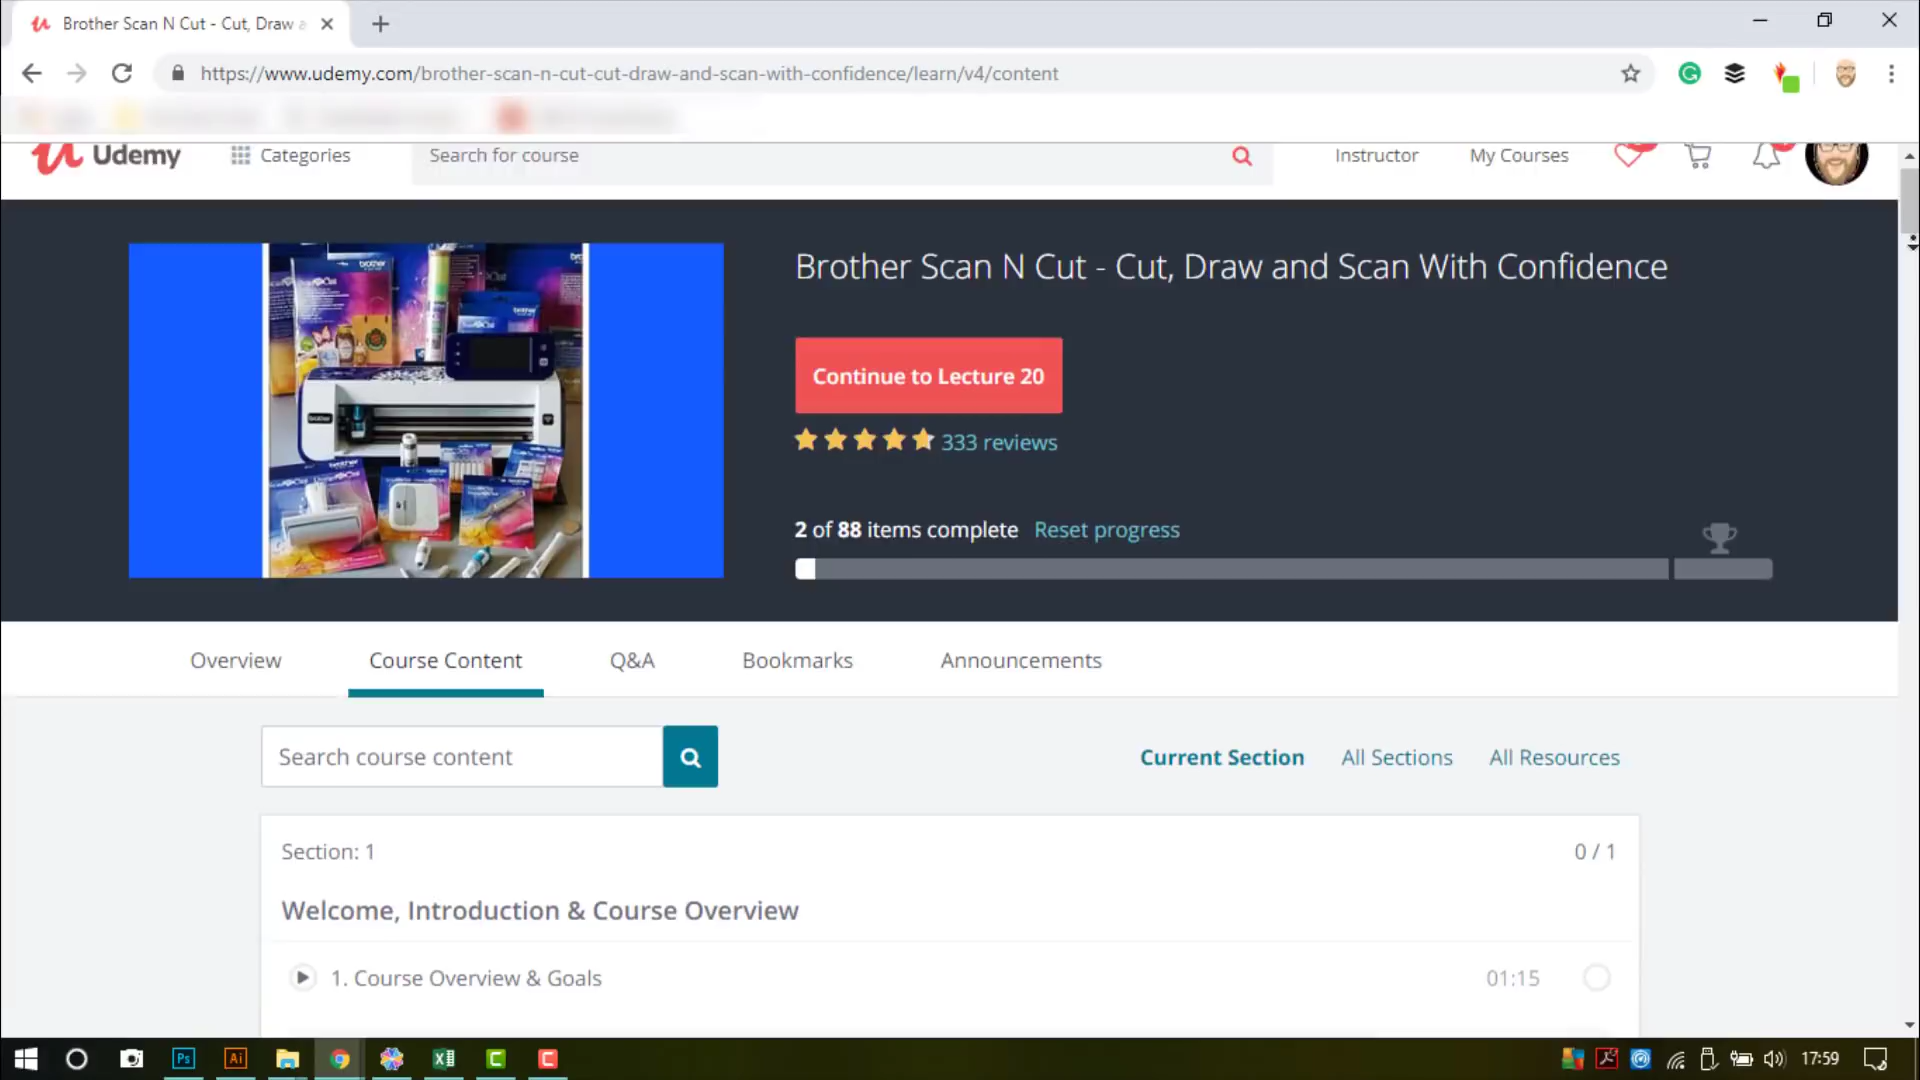 Brother Scan N Cut - Cut, Draw a
https://www.udemy.com/brother-scan-n-cut-cut-draw-and-scan-with-confidence/learn/v4/content
Udemy
Categories
Search for course
Instructor
My Courses
Brother Scan N Cut - Cut, Draw and Scan With Confidence
Continue to Lecture 20
333 reviews
2 of 88 items complete
Reset progress
Overview
Course Content
Q&A
Bookmarks
Announcements
Search course content
Current Section
All Sections
All Resources
Section: 1
0 / 1
Welcome, Introduction & Course Overview
1. Course Overview & Goals
01:15
Ps
Ai
17:59